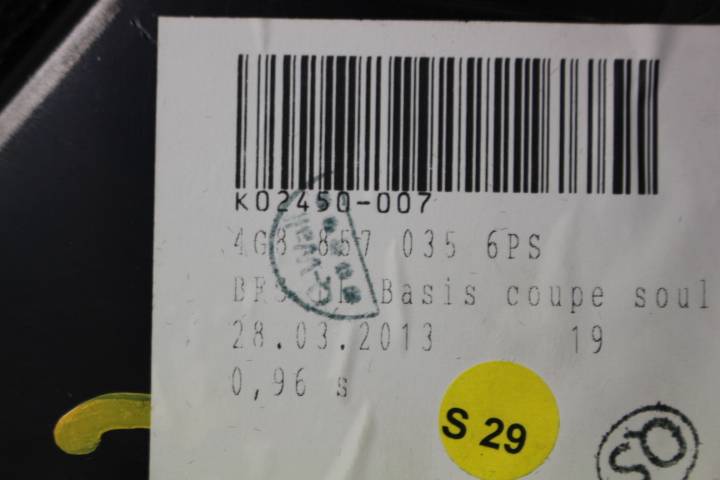 K02450-007
4G8 857 035 6PS
Basis coupe soul
28.03.2013 19
0,96 s
S 29